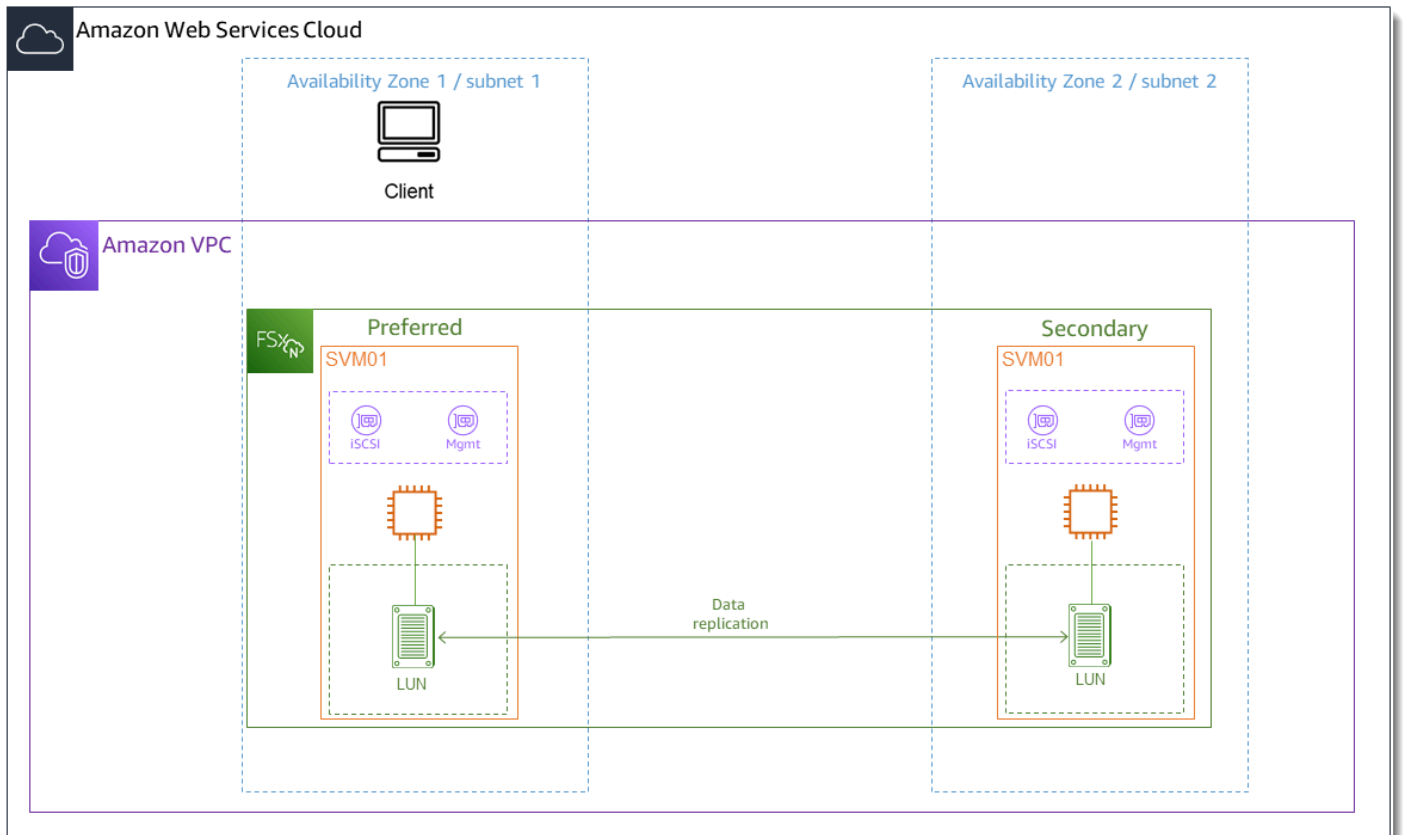 Amazon Web Services Cloud
Availability Zone 1 / subnet 1
Availability Zone 2 / subnet 2
Client
Amazon VPC
FSx
N
Preferred
Secondary
SVM01
SVM01
iSCSI
Mgmt
iSCSI
Mgmt
Data
replication
LUN
LUN